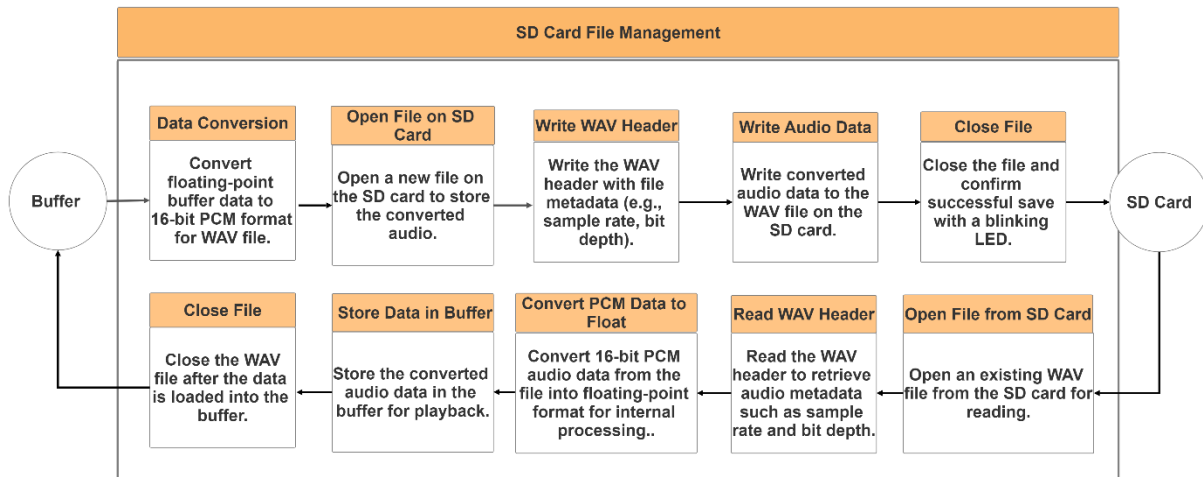 SD Card File Management
Buffer
Data Conversion
Convert
floating-point
buffer data to
16-bit PCM format
for WAV file.
Open File on SD
Card
Open a new file on
the SD card to store
the converted
audio.
Write WAV Header
Write the WAV
header with file
metadata (e.g.,
sample rate, bit
depth).
Write Audio Data
Write converted
audio data to the
WAV file on the
SD card.
Close File
Close the file and
confirm
successful save
with a blinking
LED.
SD Card
Close File
Close the WAV
file after the data
is loaded into the
buffer.
Store Data in Buffer
Store the converted
audio data in the
buffer for playback.
Convert PCM Data to
Float
Convert 16-bit PCM
audio data from the
file into floating-point
format for internal
processing..
Read WAV Header
Read the WAV
header to retrieve
audio metadata
such as sample
rate and bit depth.
Open File from SD Card
Open an existing WAV
file from the SD card for
reading.